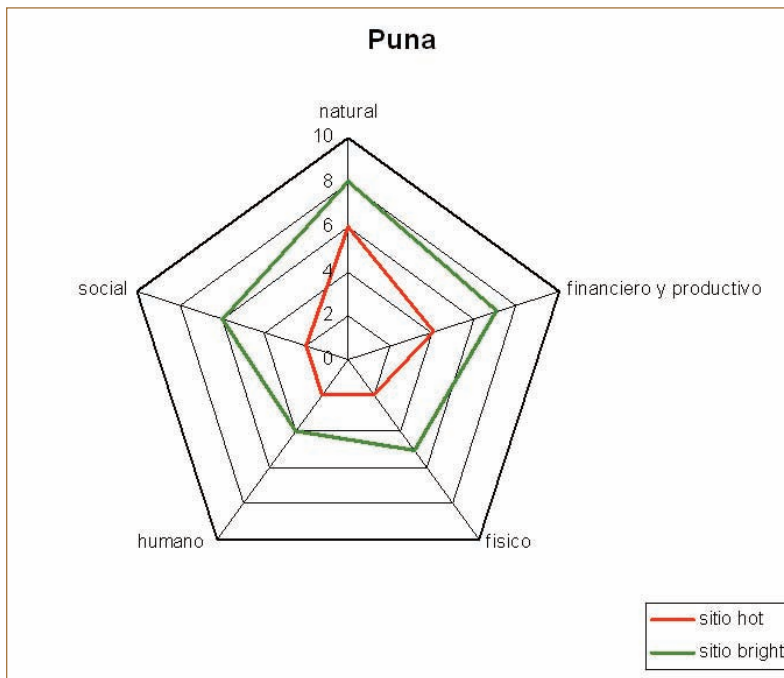 Puna
natural
10
8
6
4
2
0
social
financiero y productivo
humano
fisico
sitio hot
sitio bright